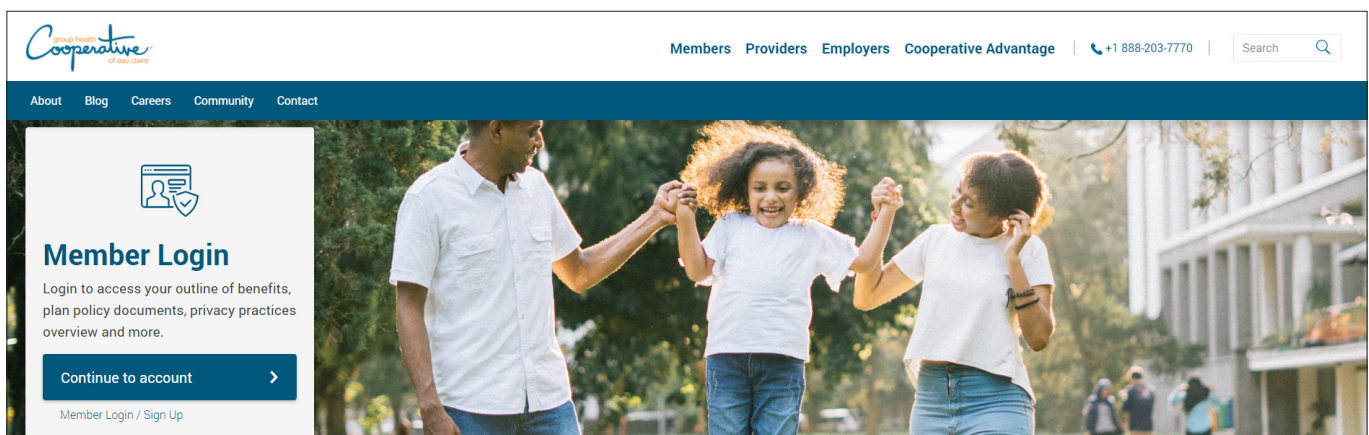 group health
Cooperative
of eau claire
Members Providers Employers Cooperative Advantage +1 888-203-7770 Search
About Blog Careers Community Contact
Member Login
Login to access your outline of benefits,
plan policy documents, privacy practices
overview and more.
Continue to account
Member Login / Sign Up